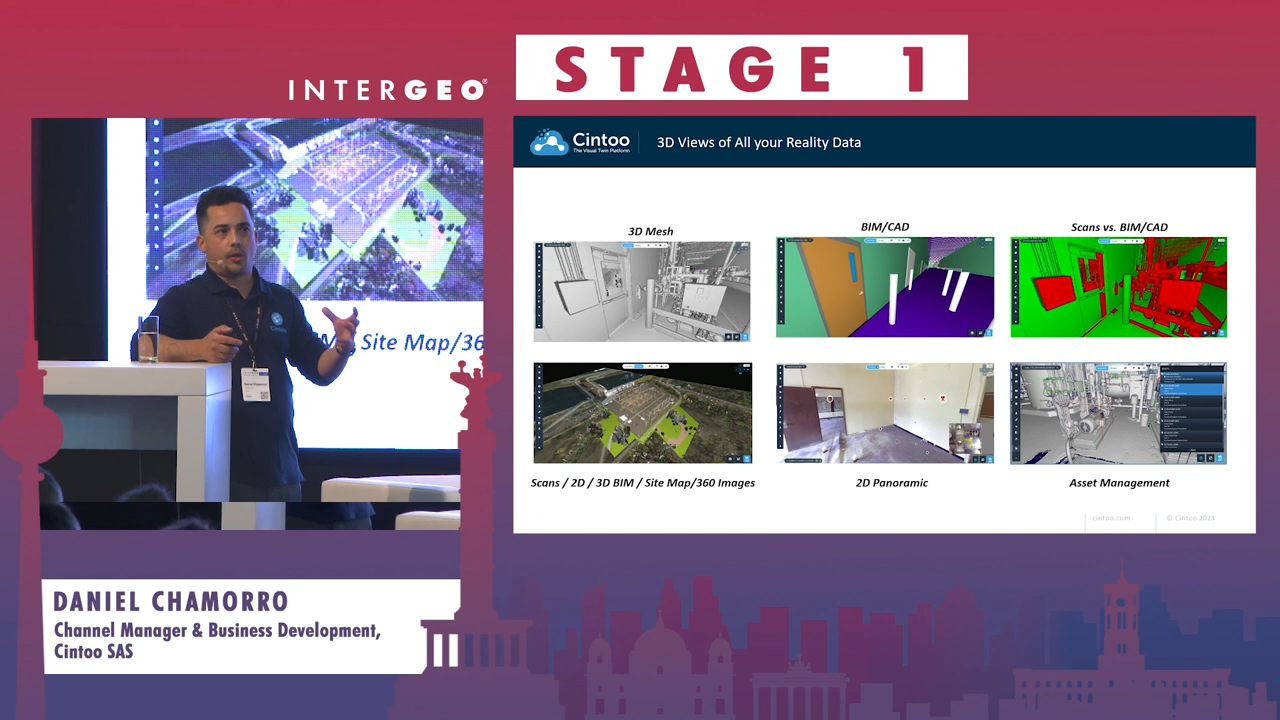 INTERGEO®
STAGE 1
Cintoo
The Visual Twin Platform
3D Views of All your Reality Data
3D Mesh
BIM/CAD
Scans vs. BIM/CAD
Scans / 2D / 3D BIM / Site Map/360 Images
2D Panoramic
Asset Management
cintoo.com
© Cintoo 2023
Site Map/36
Cintoo
DANIEL CHAMORRO
Channel Manager & Business Development,
Cintoo SAS